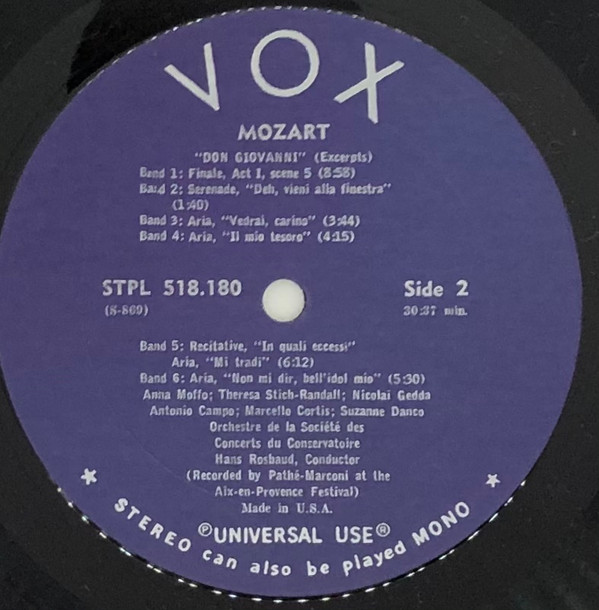 VOX
MOZART
"DON GIOVANNI" (Excerpts)
Band 1: Finale, Act I, scene 5 (8:58)
Band 2: Serenade, "Deh, vieni alla finestra"
(1:40)
Band 3: Aria, "Vedrai, carino" (3:44)
Band 4: Aria, "Il mio tesoro" (4:15)
STPL 518.180
Side 2
(S-869)
30:37 min.
Band 5: Recitative, "In quali eccessi"
Aria, "Mi tradi" (6:12)
Band 6: Aria, "Non mi dir, bell'idol mio" (5:30)
Anna Moffo; Theresa Stich-Randall; Nicolai Gedda
Antonio Campo; Marcello Cortis; Suzanne Danco
Orchestre de la Société des
Concerts du Conservatoire
Hans Rosbaud, Conductor
(Recorded by Pathé-Marconi at the
Aix-en-Provence Festival)
Made in U.S.A.
℗UNIVERSAL USE®
★ STEREO can also be played MONO ★